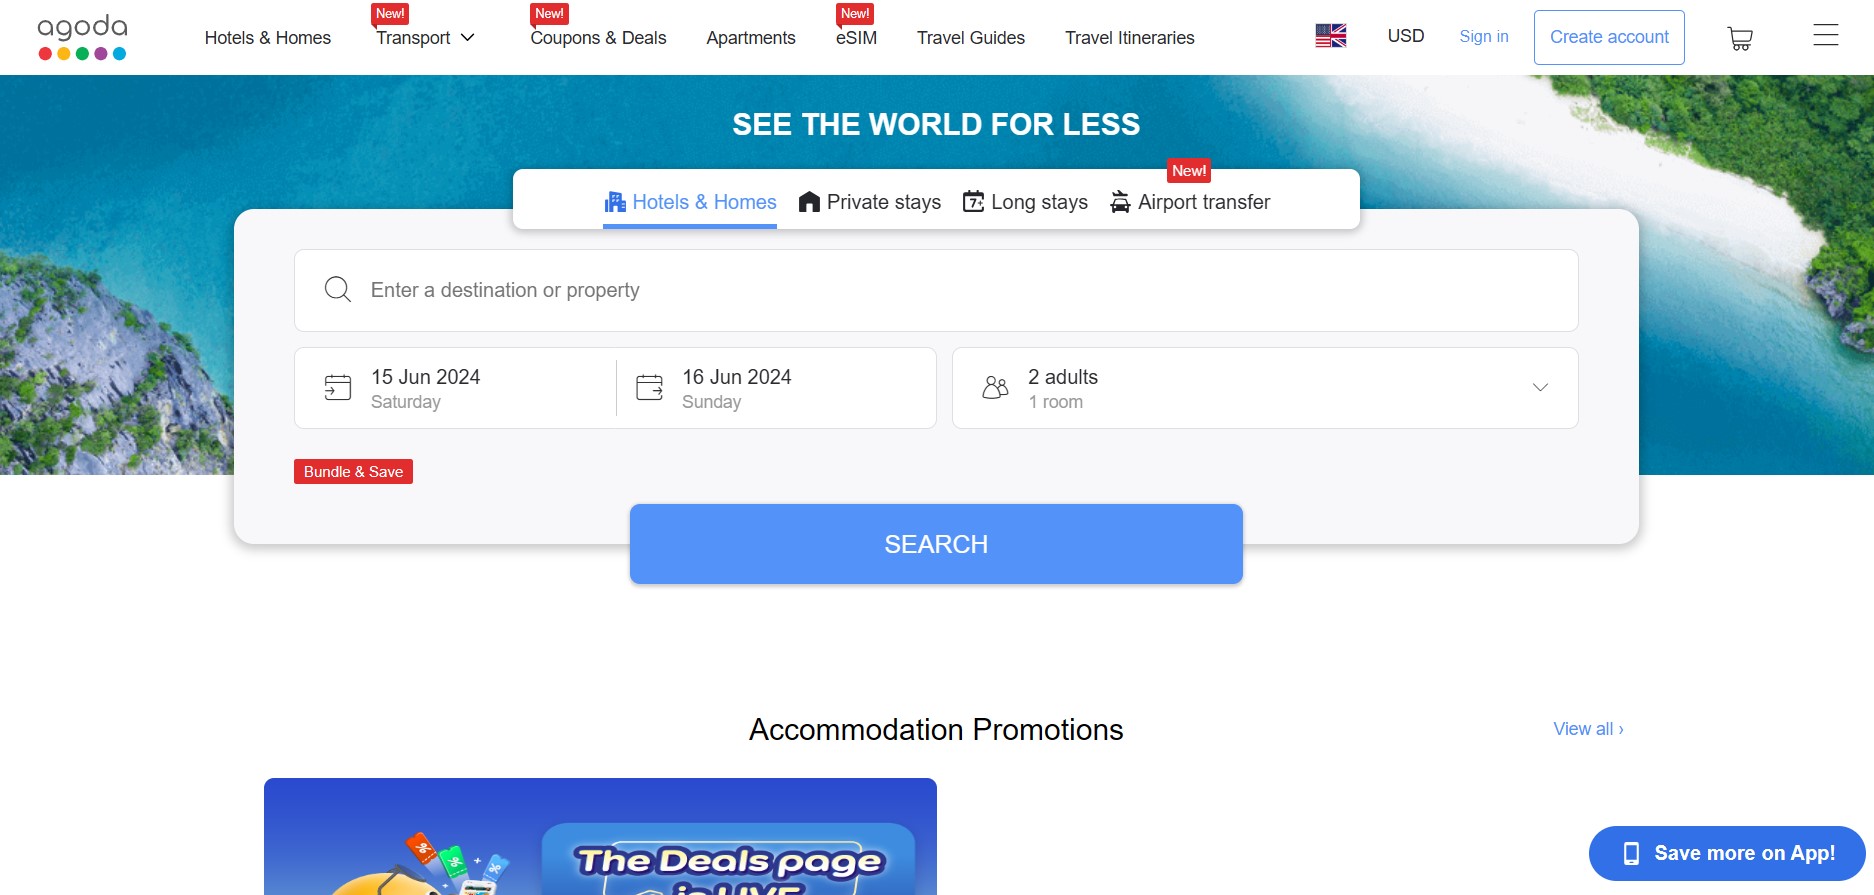 agoda
Hotels & Homes
New!
Transport
New!
Coupons & Deals
Apartments
New!
eSIM
Travel Guides
Travel Itineraries
USD
Sign in
Create account
SEE THE WORLD FOR LESS
Hotels & Homes
Private stays
7+
Long stays
New!
Airport transfer
Enter a destination or property
15 Jun 2024
Saturday
16 Jun 2024
Sunday
2 adults
1 room
Bundle & Save
SEARCH
Accommodation Promotions
View all ›
The Deals page
is LIVE
Save more on App!